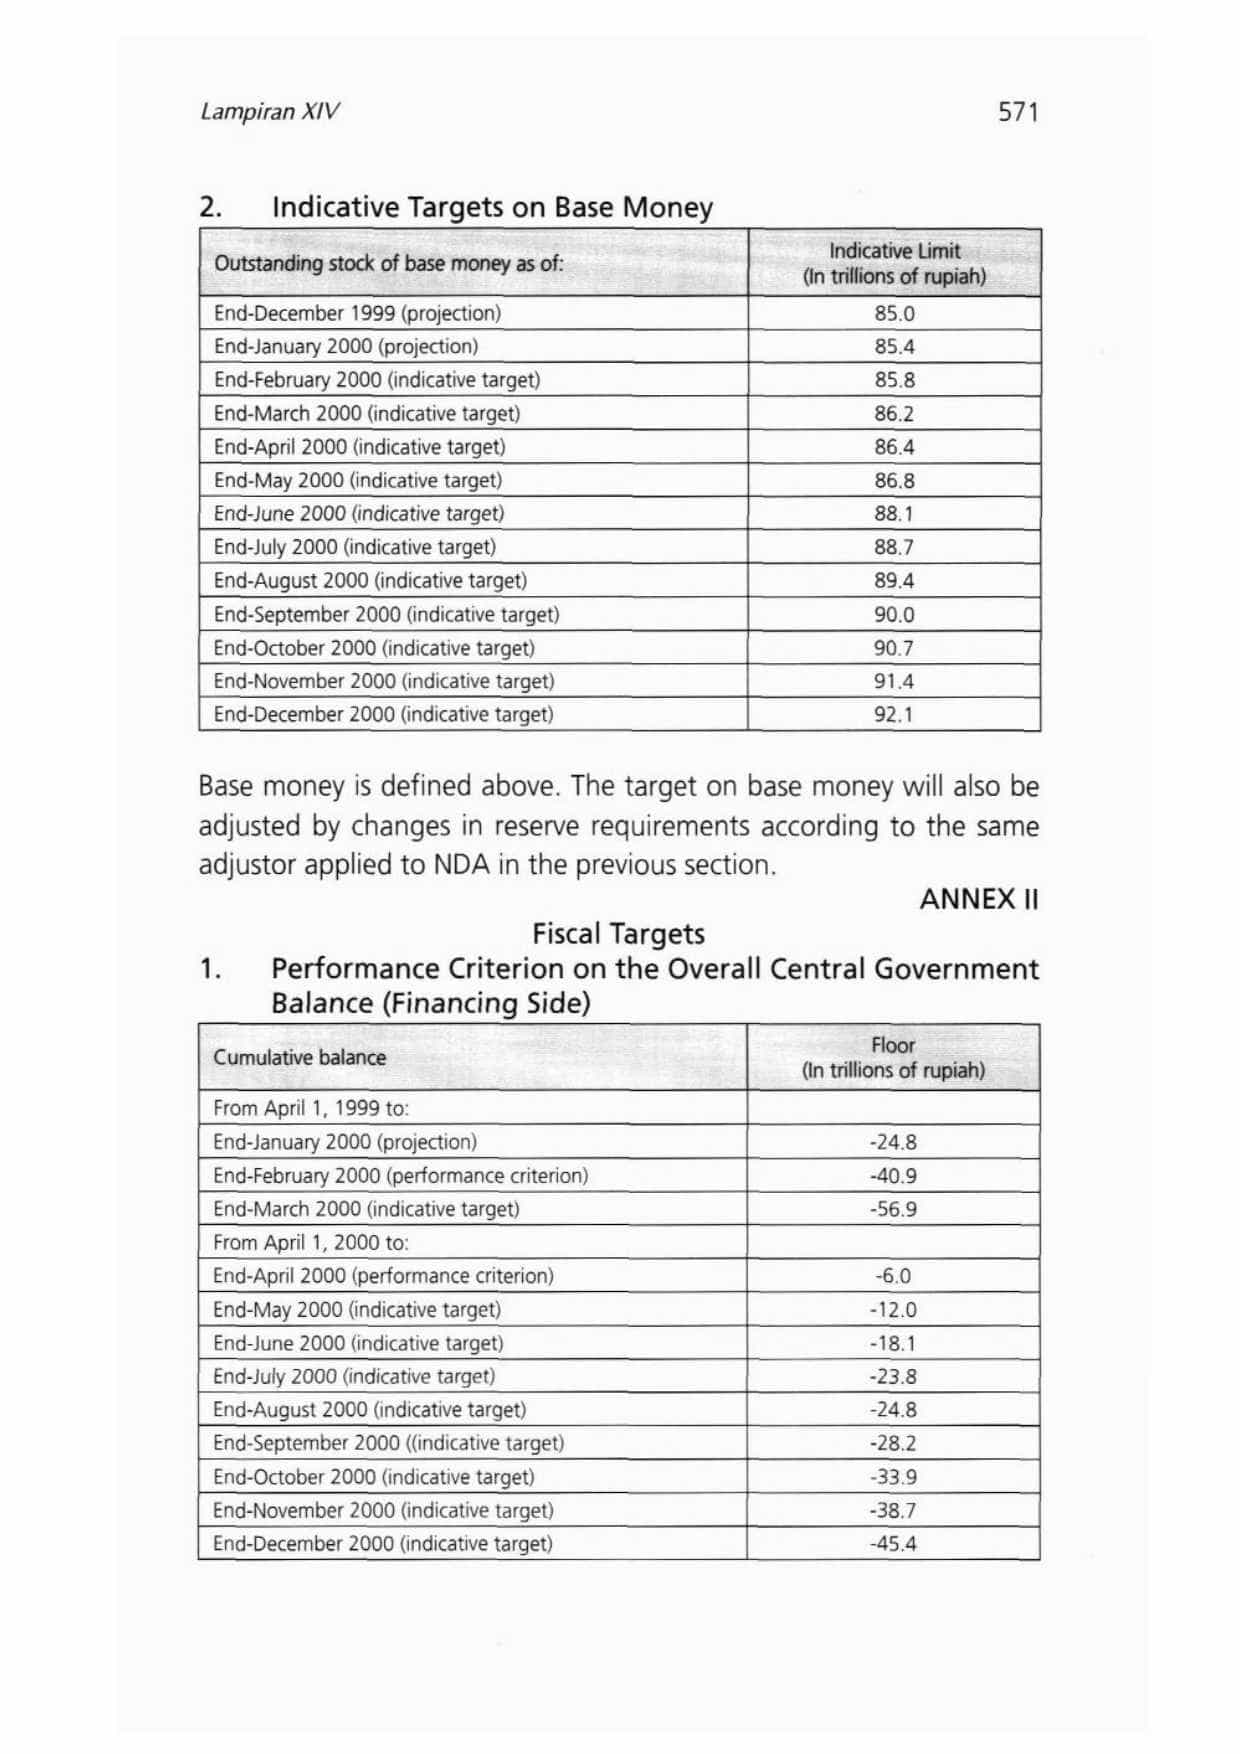 Lampiran XIV 571
2. Indicative Targets on Base Money
Outstanding stock of base money as of: Indicative Limit (In trillions of rupiah)
End-December 1999 (projection) 85.0
End-January 2000 (projection) 85.4
End-February 2000 (indicative target) 85.8
End-March 2000 (indicative target) 86.2
End-April 2000 (indicative target) 86.4
End-May 2000 (indicative target) 86.8
End-June 2000 (indicative target) 88.1
End-July 2000 (indicative target) 88.7
End-August 2000 (indicative target) 89.4
End-September 2000 (indicative target) 90.0
End-October 2000 (indicative target) 90.7
End-November 2000 (indicative target) 91.4
End-December 2000 (indicative target) 92.1
Base money is defined above. The target on base money will also be
adjusted by changes in reserve requirements according to the same
adjustor applied to NDA in the previous section.
ANNEX II
Fiscal Targets
1. Performance Criterion on the Overall Central Government
Balance (Financing Side)
Cumulative balance Floor (In trillions of rupiah)
From April 1, 1999 to:
End-January 2000 (projection) -24.8
End-February 2000 (performance criterion) -40.9
End-March 2000 (indicative target) -56.9
From April 1, 2000 to:
End-April 2000 (performance criterion) -6.0
End-May 2000 (indicative target) -12.0
End-June 2000 (indicative target) -18.1
End-July 2000 (indicative target) -23.8
End-August 2000 (indicative target) -24.8
End-September 2000 ((indicative target) -28.2
End-October 2000 (indicative target) -33.9
End-November 2000 (indicative target) -38.7
End-December 2000 (indicative target) -45.4